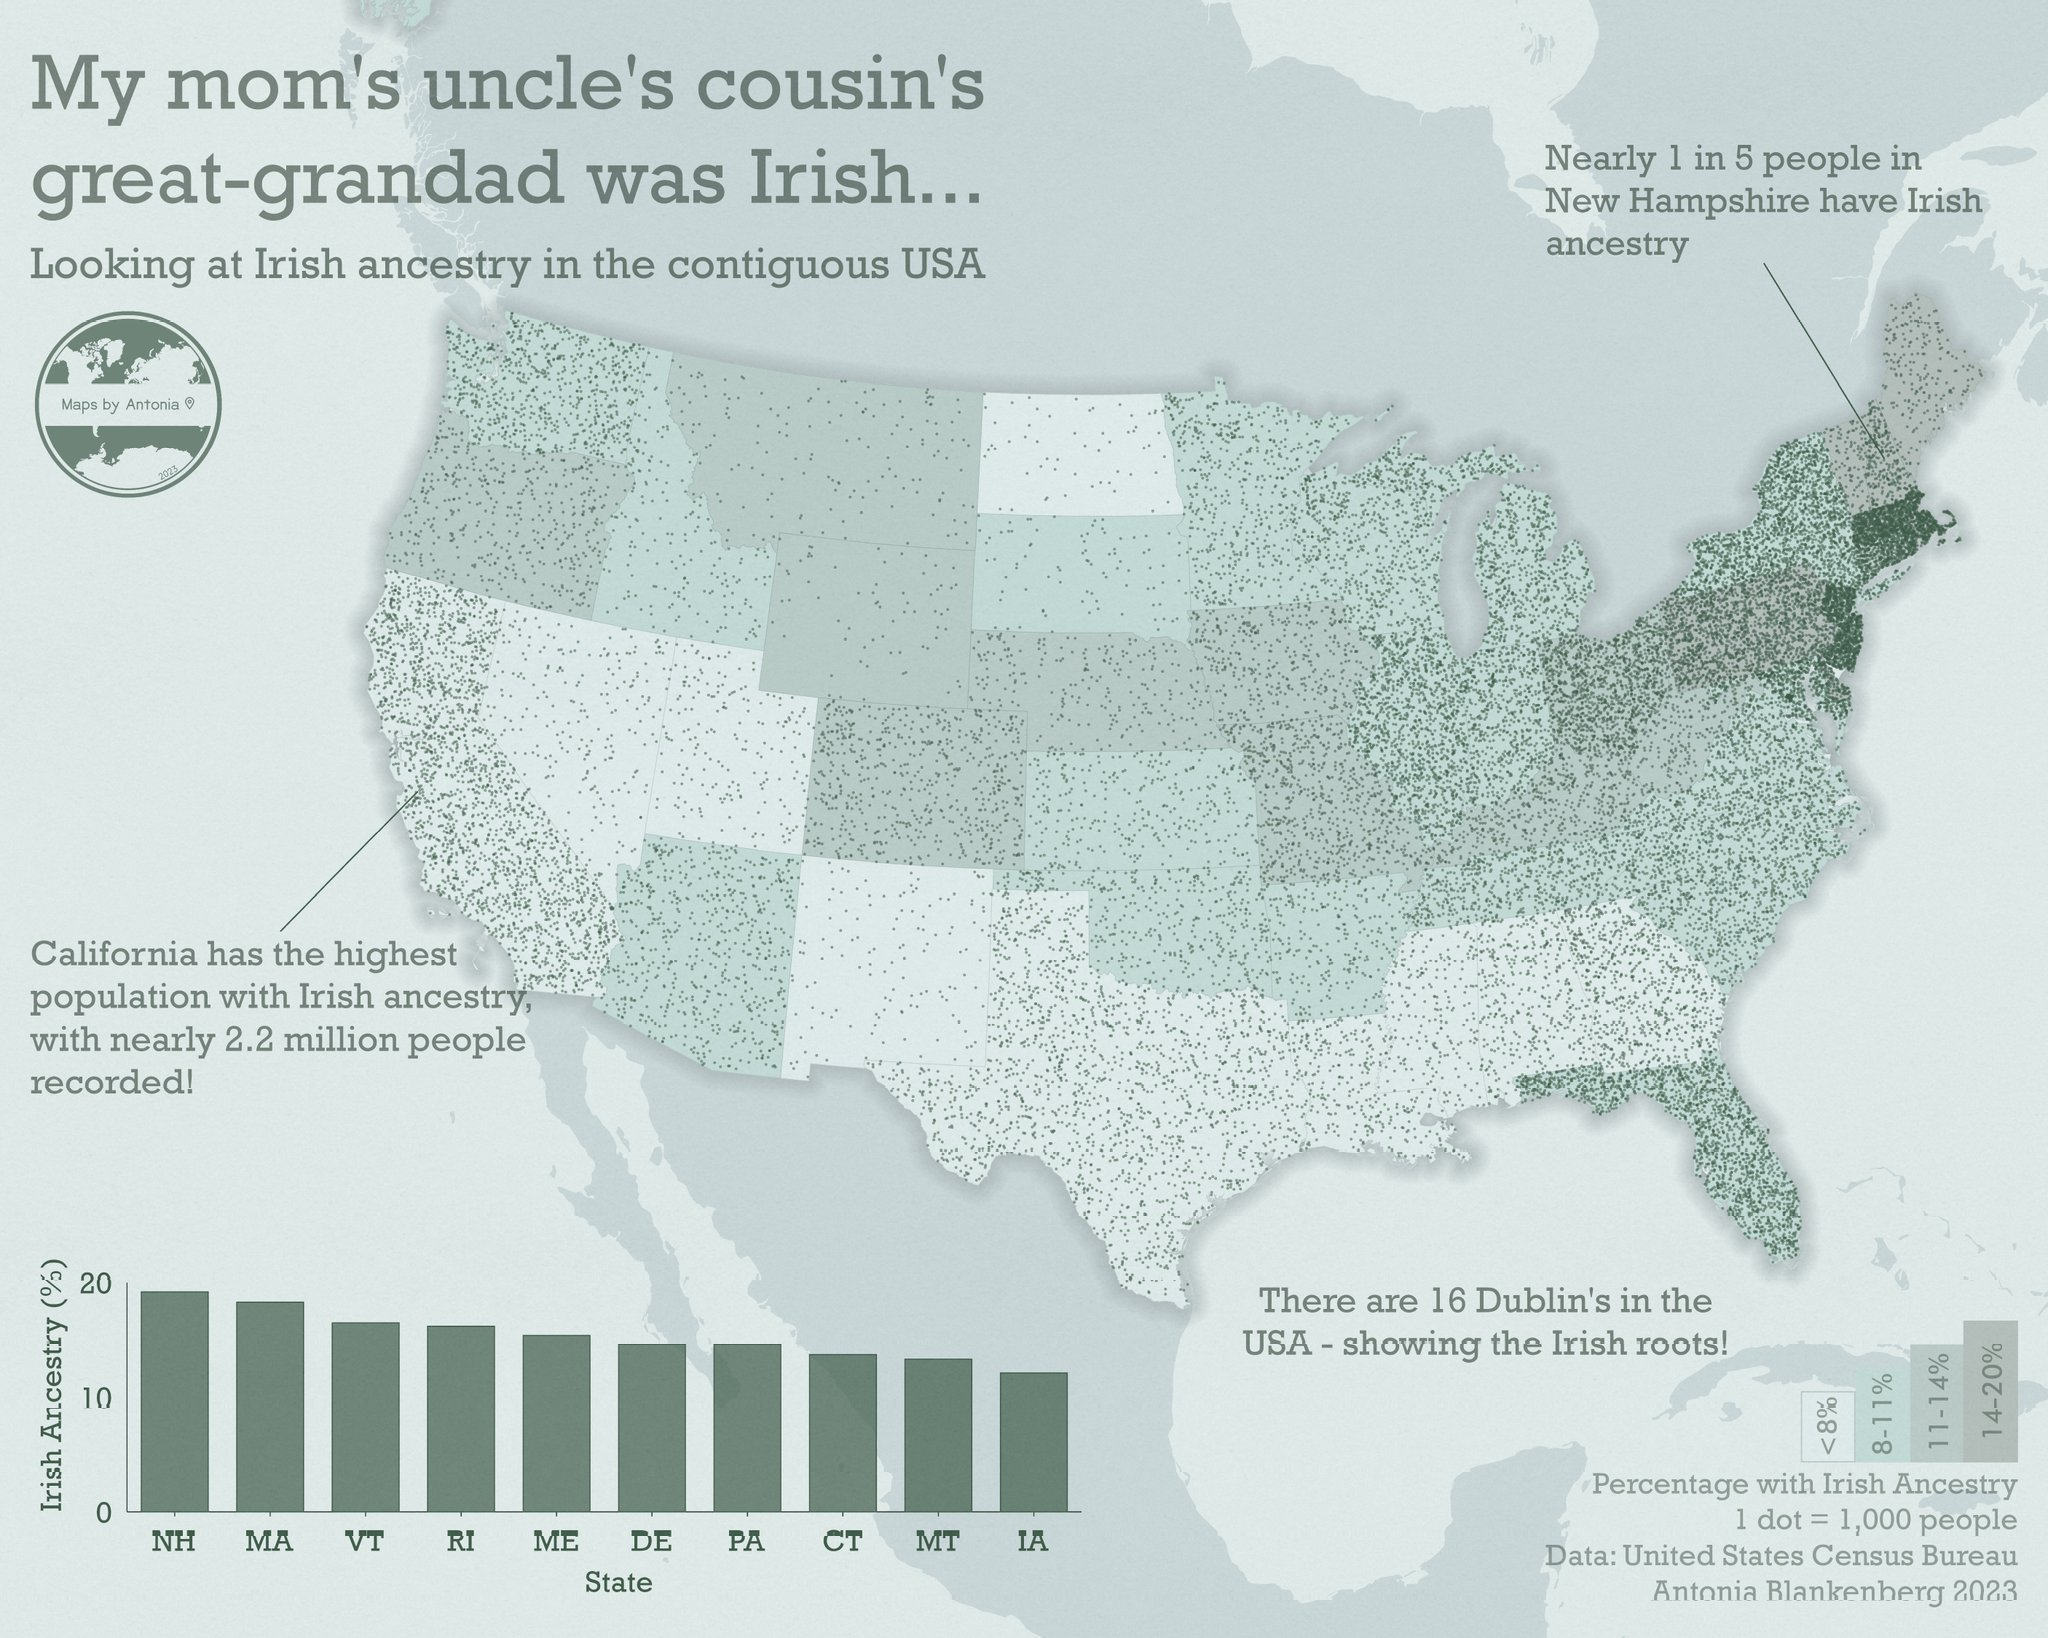 My mom's uncle's cousin's
great-grandad was Irish...
Looking at Irish ancestry in the contiguous USA
Maps by Antonia
2023
Nearly 1 in 5 people in
New Hampshire have Irish
ancestry
California has the highest
population with Irish ancestry,
with nearly 2.2 million people
recorded!
Irish Ancestry (%)
20
10
0
NH MA VT RI ME DE PA CT MT IA
State
There are 16 Dublin's in the
USA - showing the Irish roots!
<8%
8-11%
11-14%
14-20%
Percentage with Irish Ancestry
1 dot = 1,000 people
Data: United States Census Bureau
Antonia Blankenberg 2023